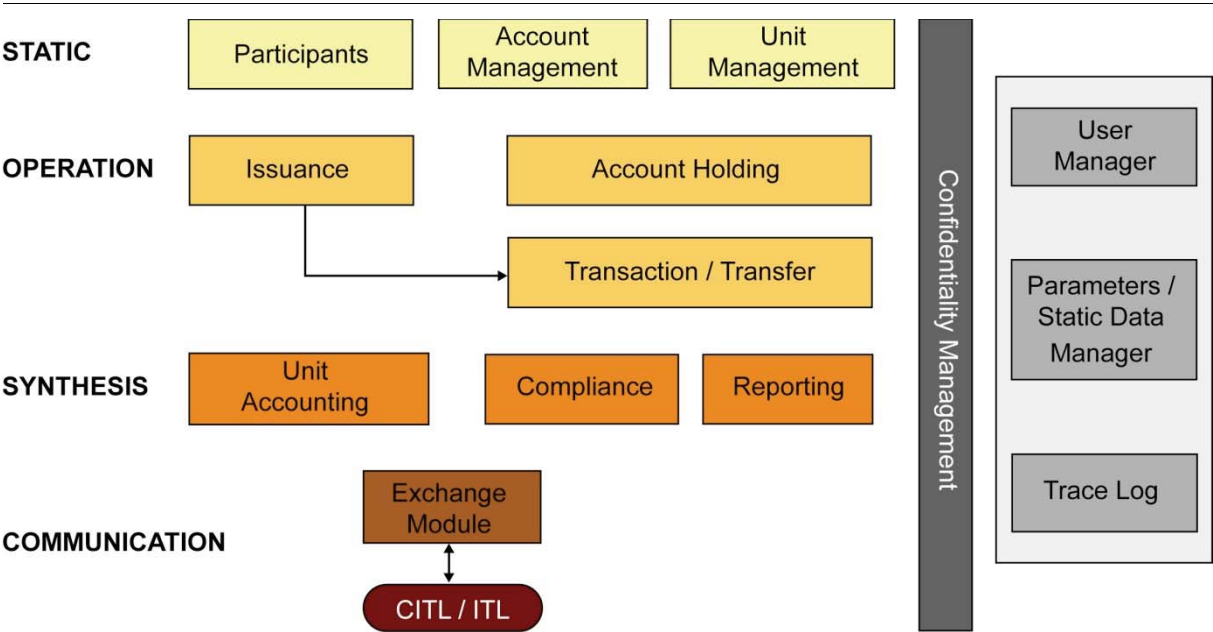 STATIC
Participants
Account
Management
Unit
Management
OPERATION
Issuance
Account Holding
Transaction / Transfer
SYNTHESIS
Unit
Accounting
Compliance
Reporting
COMMUNICATION
Exchange
Module
CITL / ITL
Confidentiality Management
User
Manager
Parameters /
Static Data
Manager
Trace Log